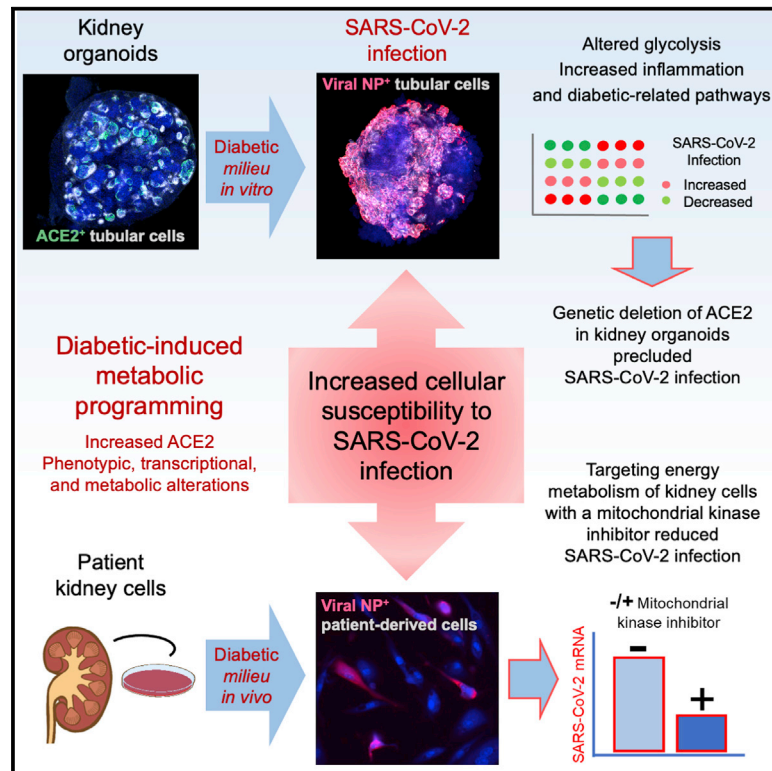 Kidney
organoids
ACE2⁺ tubular cells
Diabetic
milieu
in vitro
SARS-CoV-2
infection
Viral NP⁺ tubular cells
Altered glycolysis
Increased inflammation
and diabetic-related pathways
SARS-CoV-2
Infection
Increased
Decreased
Genetic deletion of ACE2
in kidney organoids
precluded
SARS-CoV-2 infection
Diabetic-induced
metabolic
programming
Increased ACE2
Phenotypic, transcriptional,
and metabolic alterations
Increased cellular
susceptibility to
SARS-CoV-2
infection
Targeting energy
metabolism of kidney cells
with a mitochondrial kinase
inhibitor reduced
SARS-CoV-2 infection
Patient
kidney cells
Diabetic
milieu
in vivo
Viral NP⁺
patient-derived cells
-/+ Mitochondrial
kinase inhibitor
SARS-CoV-2 mRNA
-
+